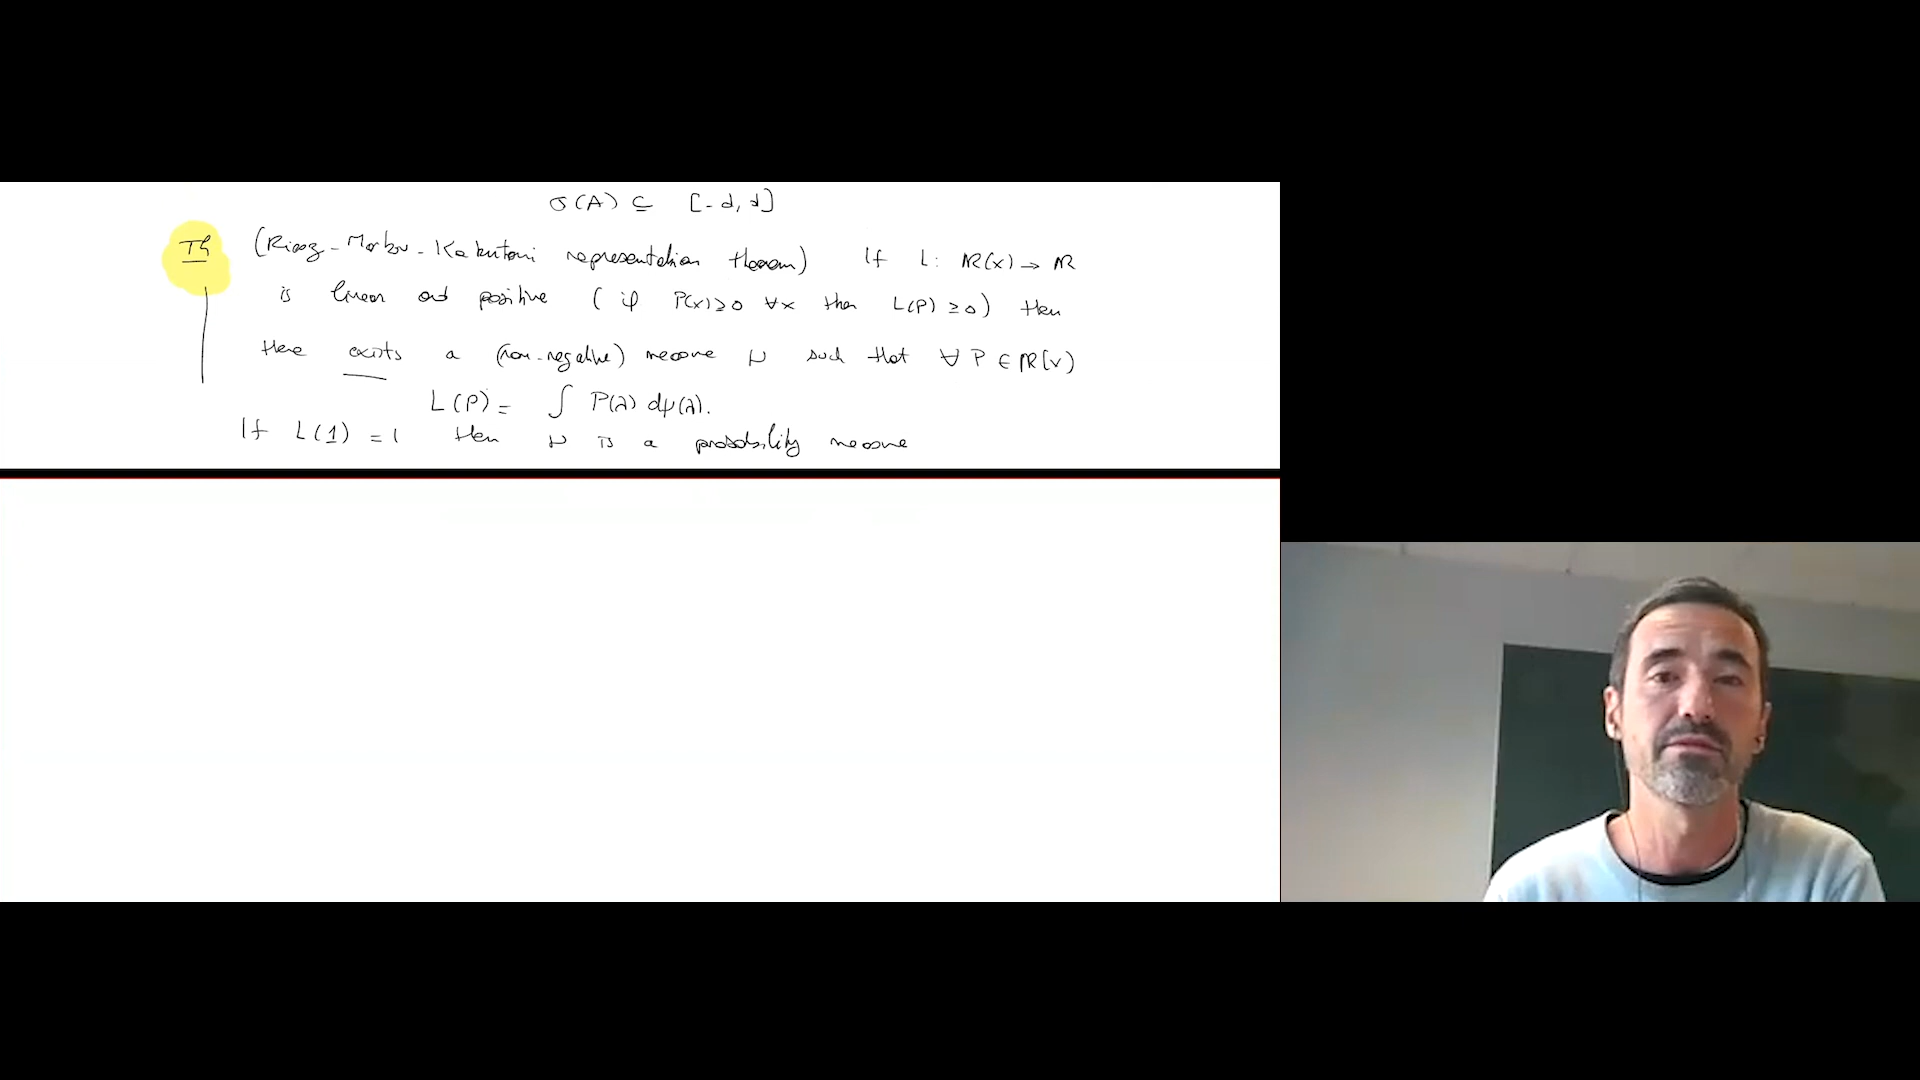 σ(A) ⊆ [-d, d]
Th (Riesz-Markov-Kakutani representation theorem) If L: ℝ(x) → ℝ
is linear and positive (if P(x)≥0 ∀x then L(P)≥0) then
there exists a (non-negative) measure μ such that ∀ P ∈ ℝ(x)
L(P) = ∫ P(λ) dμ(λ).
If L(1) = 1 then μ is a probability measure